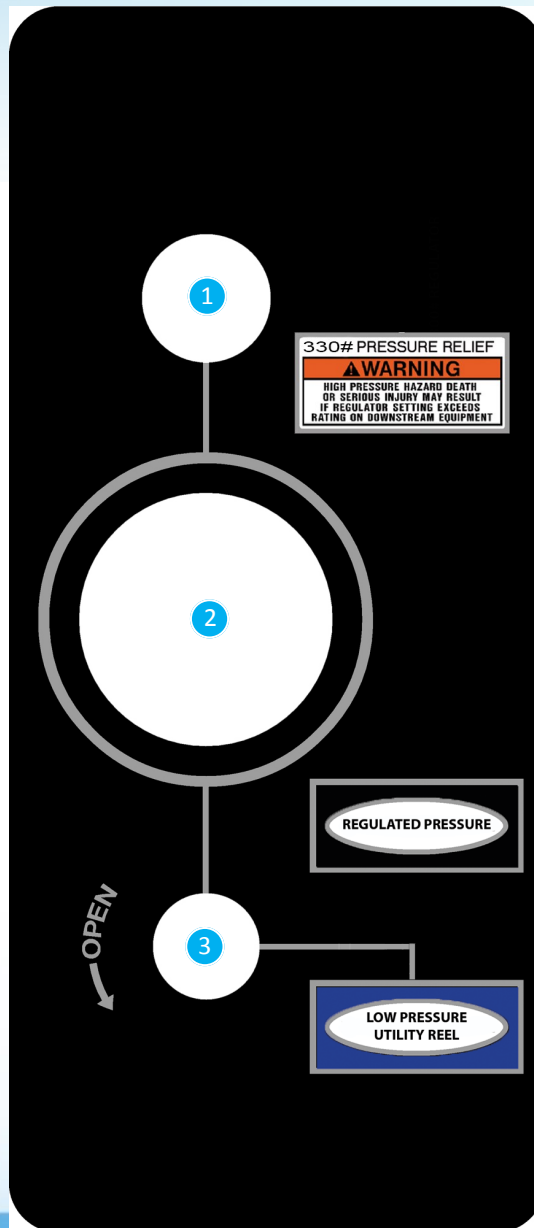 1
330# PRESSURE RELIEF
WARNING
HIGH PRESSURE HAZARD DEATH
OR SERIOUS INJURY MAY RESULT
IF REGULATOR SETTING EXCEEDS
RATING ON DOWNSTREAM EQUIPMENT
2
REGULATED PRESSURE
OPEN
3
LOW PRESSURE
UTILITY REEL